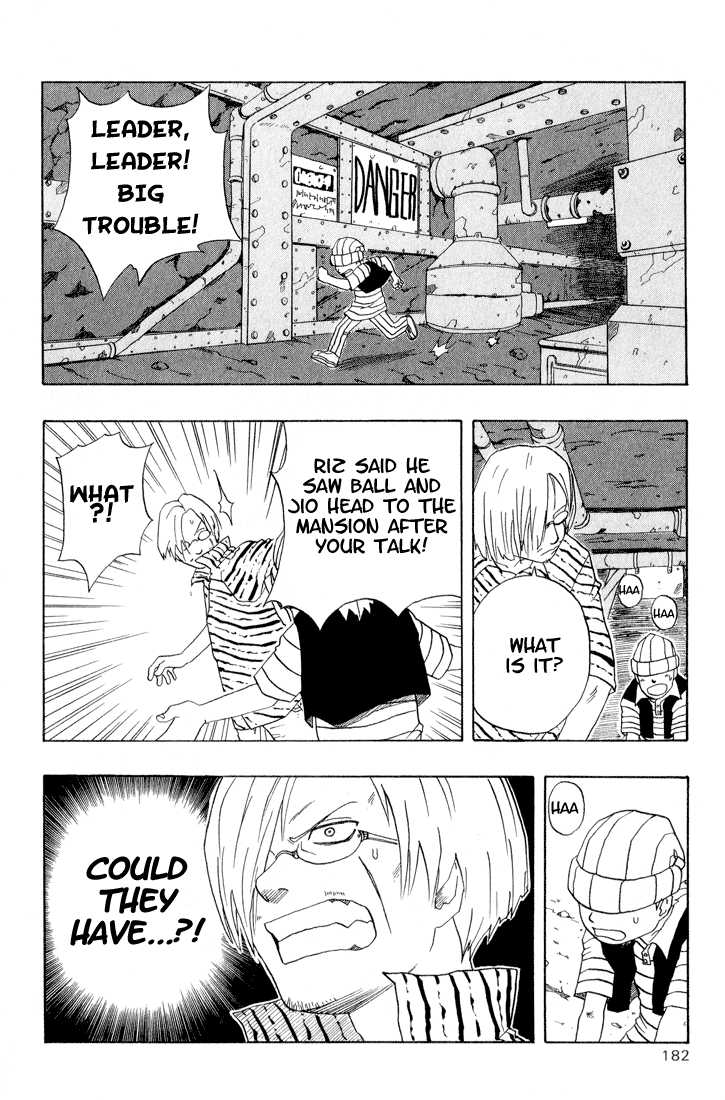 LEADER,
LEADER!
BIG
TROUBLE!
DANGER
WHAT
IS IT?
HAA
HAA
RIZ SAID HE
SAW BALL AND
JIO HEAD TO THE
MANSION AFTER
YOUR TALK!
WHAT
?!
HAA
COULD
THEY
HAVE...?!
182